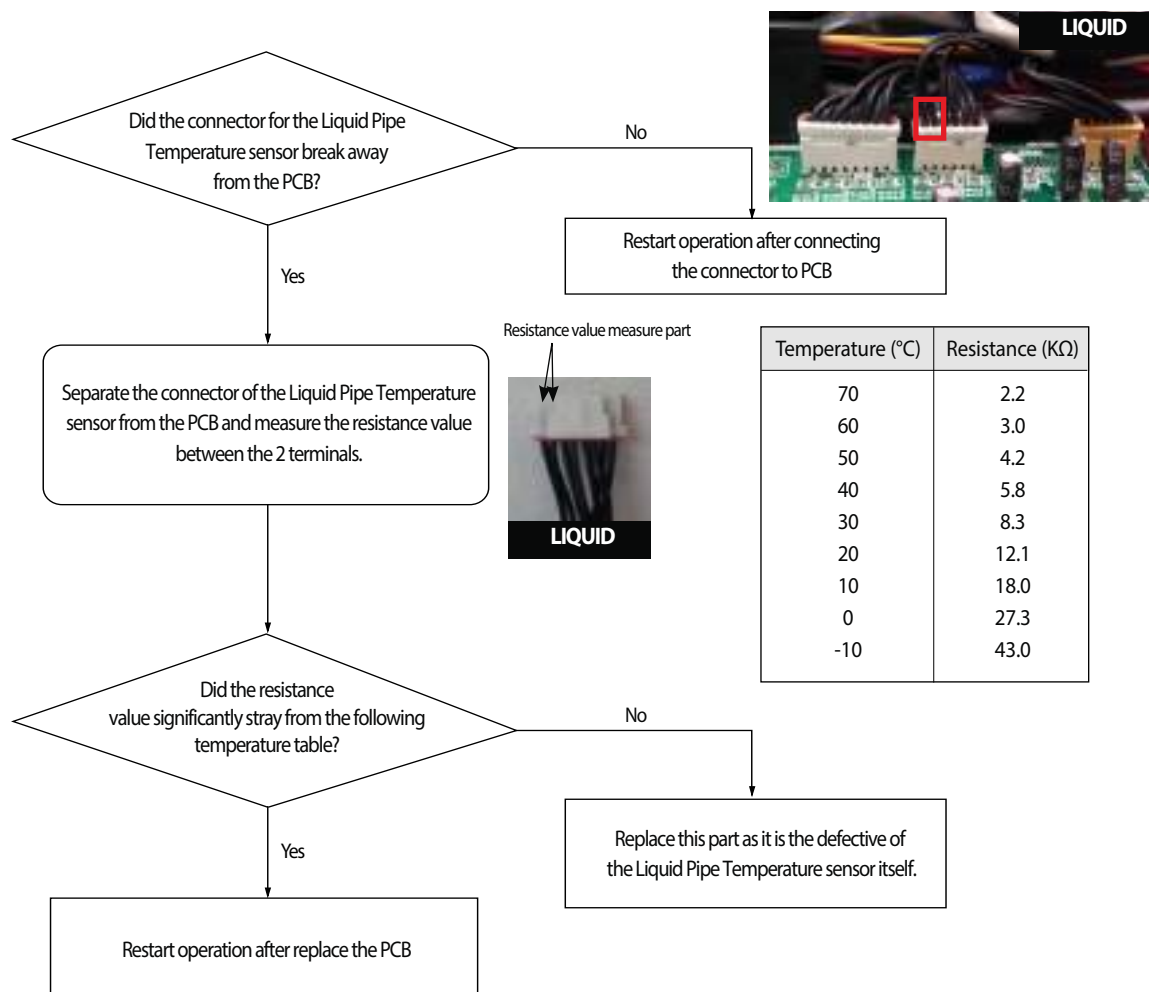 LIQUID
Did the connector for the Liquid Pipe
Temperature sensor break away
from the PCB?
No
Restart operation after connecting
the connector to PCB
Yes
Resistance value measure part
Separate the connector of the Liquid Pipe Temperature
sensor from the PCB and measure the resistance value
between the 2 terminals.
LIQUID
Temperature (°C) Resistance (KΩ)
70 2.2
60 3.0
50 4.2
40 5.8
30 8.3
20 12.1
10 18.0
0 27.3
-10 43.0
Did the resistance
value significantly stray from the following
temperature table?
No
Replace this part as it is the defective of
the Liquid Pipe Temperature sensor itself.
Yes
Restart operation after replace the PCB